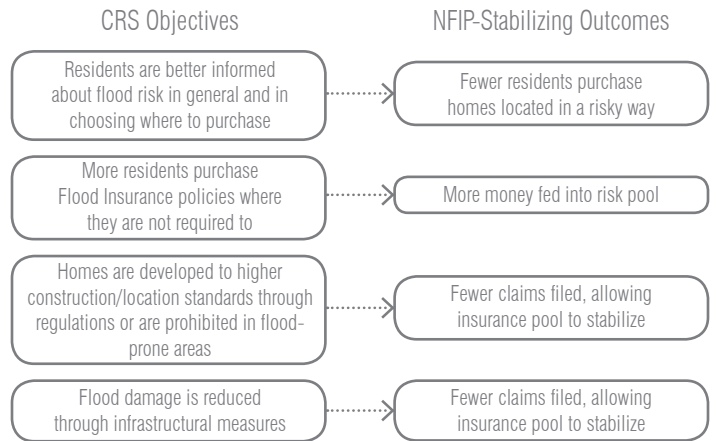 CRS Objectives
NFIP-Stabilizing Outcomes
Residents are better informed
about flood risk in general and in
choosing where to purchase
Fewer residents purchase
homes located in a risky way
More residents purchase
Flood Insurance policies where
they are not required to
More money fed into risk pool
Homes are developed to higher
construction/location standards through
regulations or are prohibited in flood-
prone areas
Fewer claims filed, allowing
insurance pool to stabilize
Flood damage is reduced
through infrastructural measures
Fewer claims filed, allowing
insurance pool to stabilize